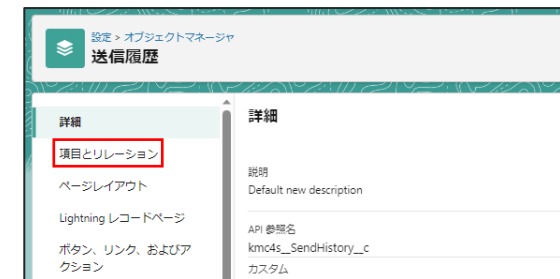 設定 > オブジェクトマネージャ
送信履歴
詳細
項目とリレーション
ページレイアウト
Lightning レコードページ
ボタン、リンク、およびア
クション
詳細
説明
Default new description
API 参照名
kmc4s__SendHistory__c
カスタム